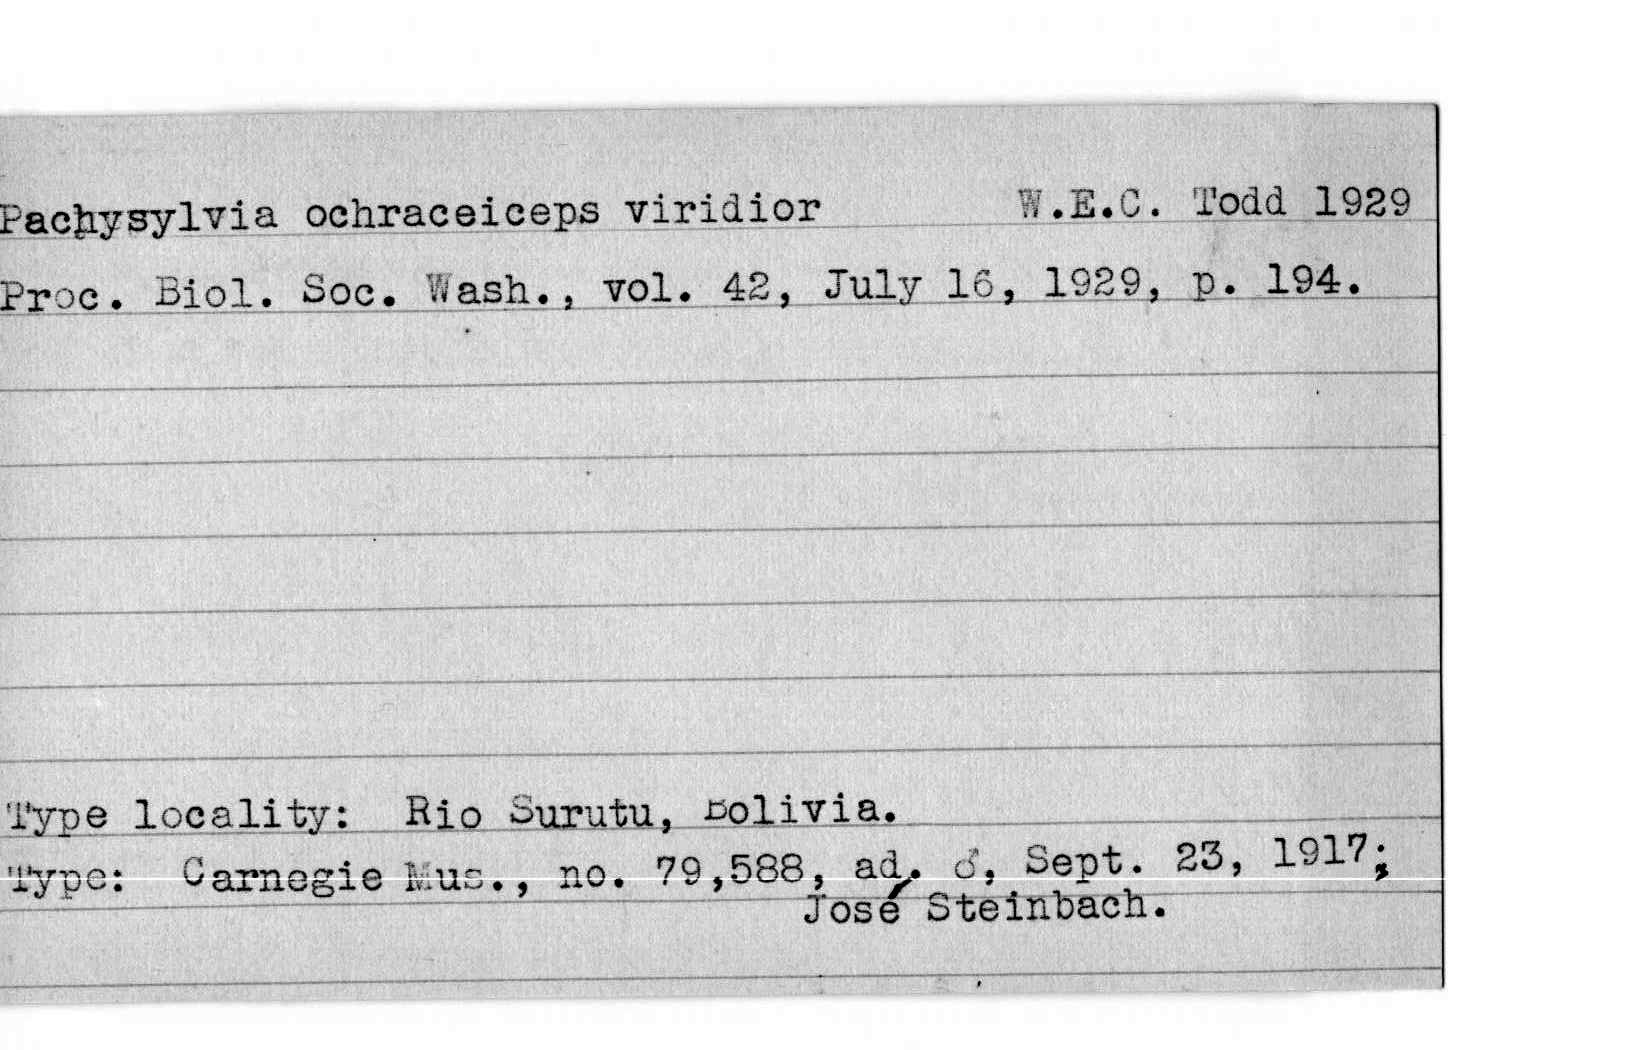 Pachysylvia ochraceiceps viridior W.E.C. Todd 1929
Proc. Biol. Soc. Wash., vol. 42, July 16, 1929, p. 194.
Type locality: Rio Surutu, Bolivia.
Type: Carnegie Mus., no. 79,588, ad. ♂, Sept. 23, 1917;
José Steinbach.